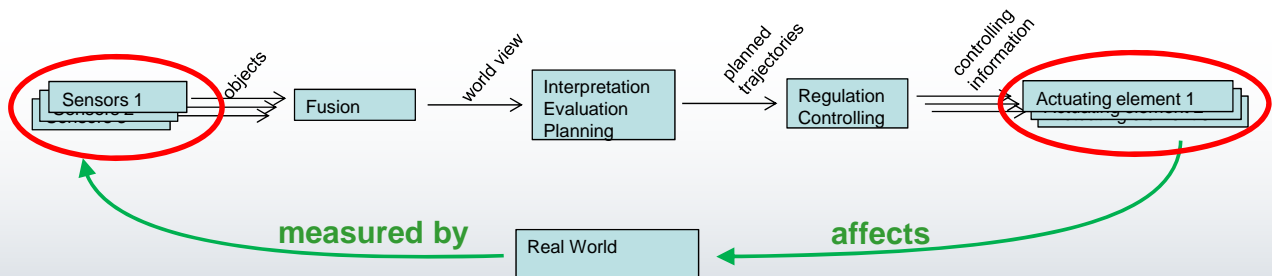 Sensors 1
objects
Fusion
world view
Interpretation
Evaluation
Planning
planned
trajectories
Regulation
Controlling
controlling
information
Actuating element 1
measured by
Real World
affects